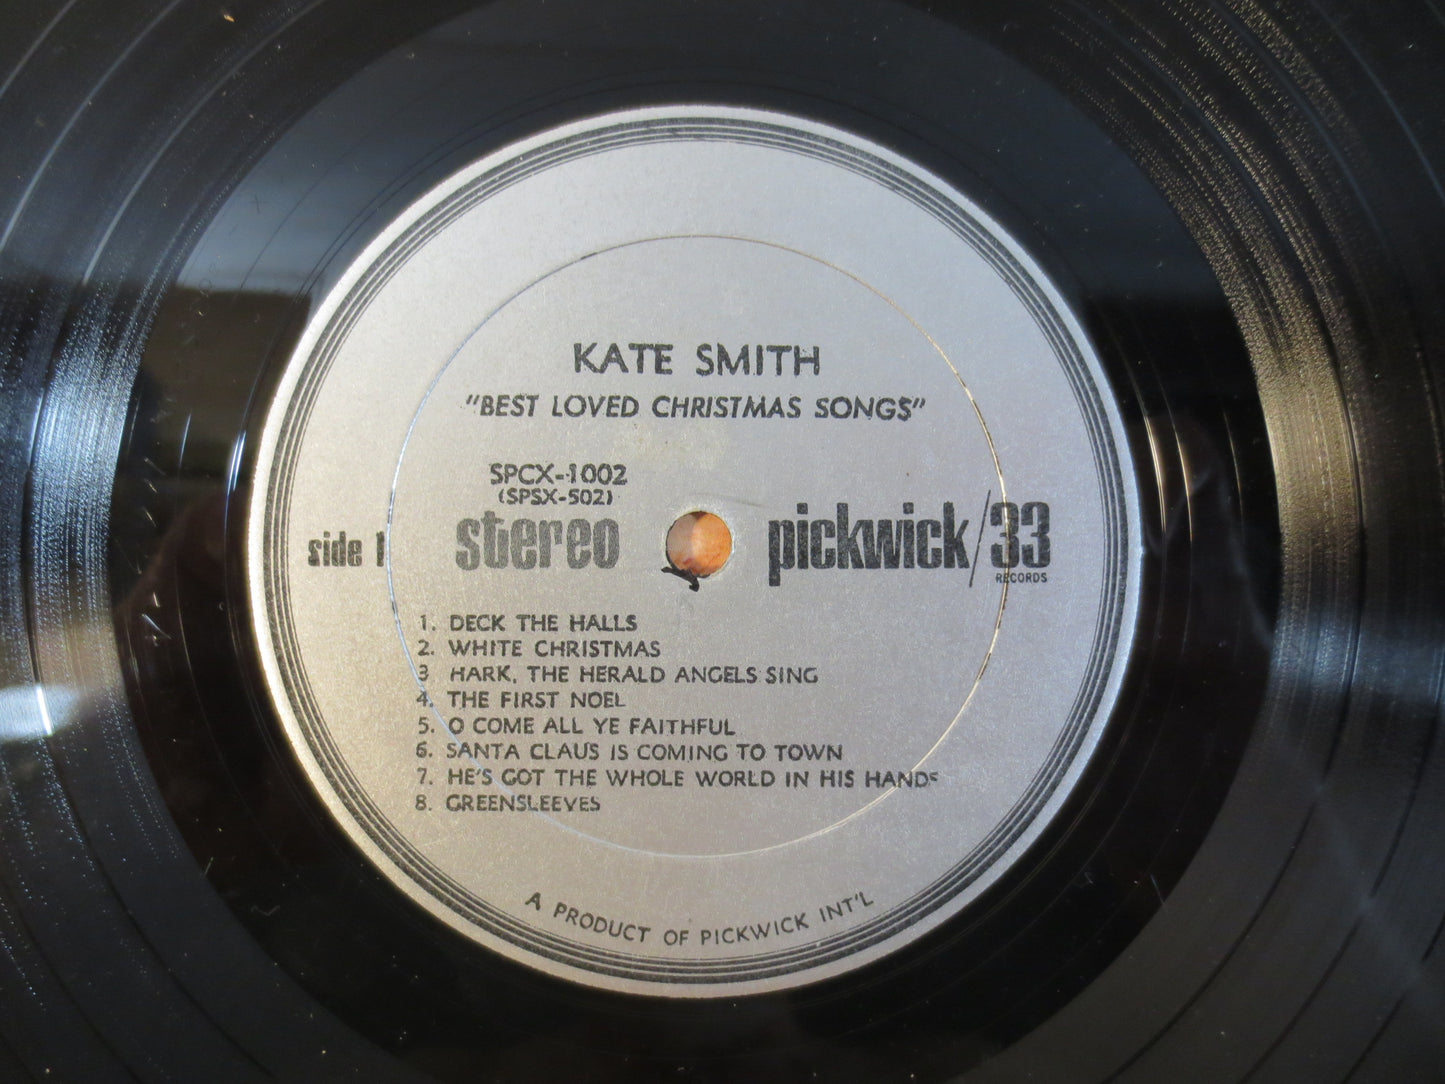 KATE SMITH
"BEST LOVED CHRISTMAS SONGS"
SPCX-1002
(SPSX-502)
side 1 stereo pickwick/33
RECORDS
1. DECK THE HALLS
2. WHITE CHRISTMAS
3 HARK, THE HERALD ANGELS SING
4. THE FIRST NOEL
5. O COME ALL YE FAITHFUL
6. SANTA CLAUS IS COMING TO TOWN
7. HE'S GOT THE WHOLE WORLD IN HIS HANDS
8. GREENSLEEVES
A PRODUCT OF PICKWICK INT'L